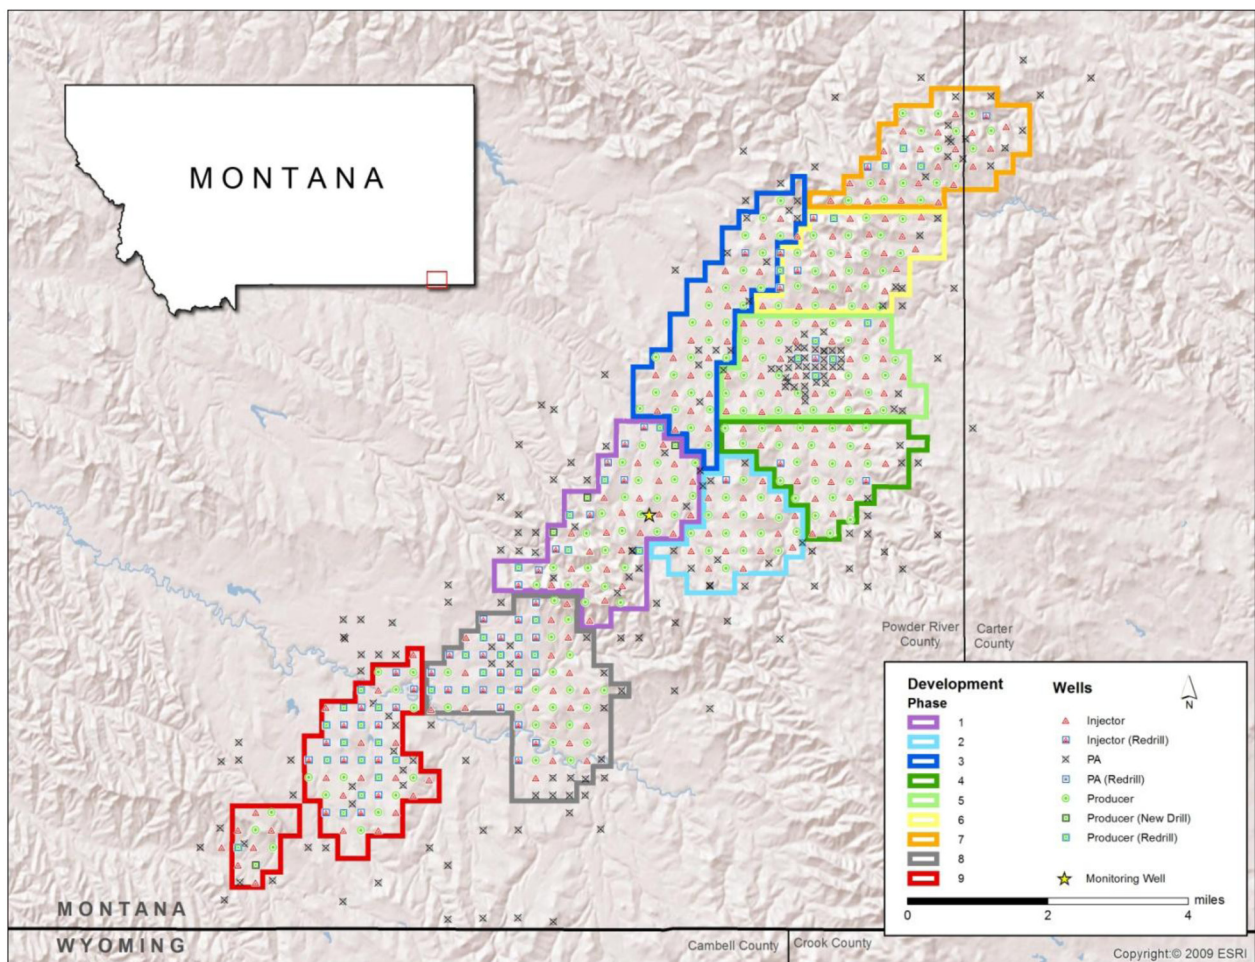 MONTANA
Powder River
County
Carter
County
Development
Phase
1
2
3
4
5
6
7
8
9
Wells
N
Injector
Injector (Redrill)
PA
PA (Redrill)
Producer
Producer (New Drill)
Producer (Redrill)
Monitoring Well
miles
0
2
4
MONTANA
WYOMING
Cambell County
Crook County
Copyright:© 2009 ESRI